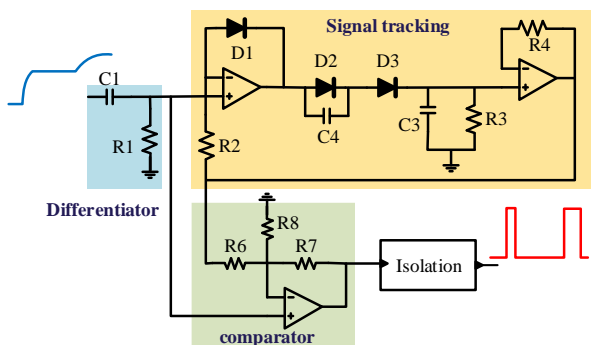 Signal tracking
D1
R4
C1
D2
D3
C4
C3
R3
R1
R2
Differentiator
R8
R6
R7
Isolation
comparator